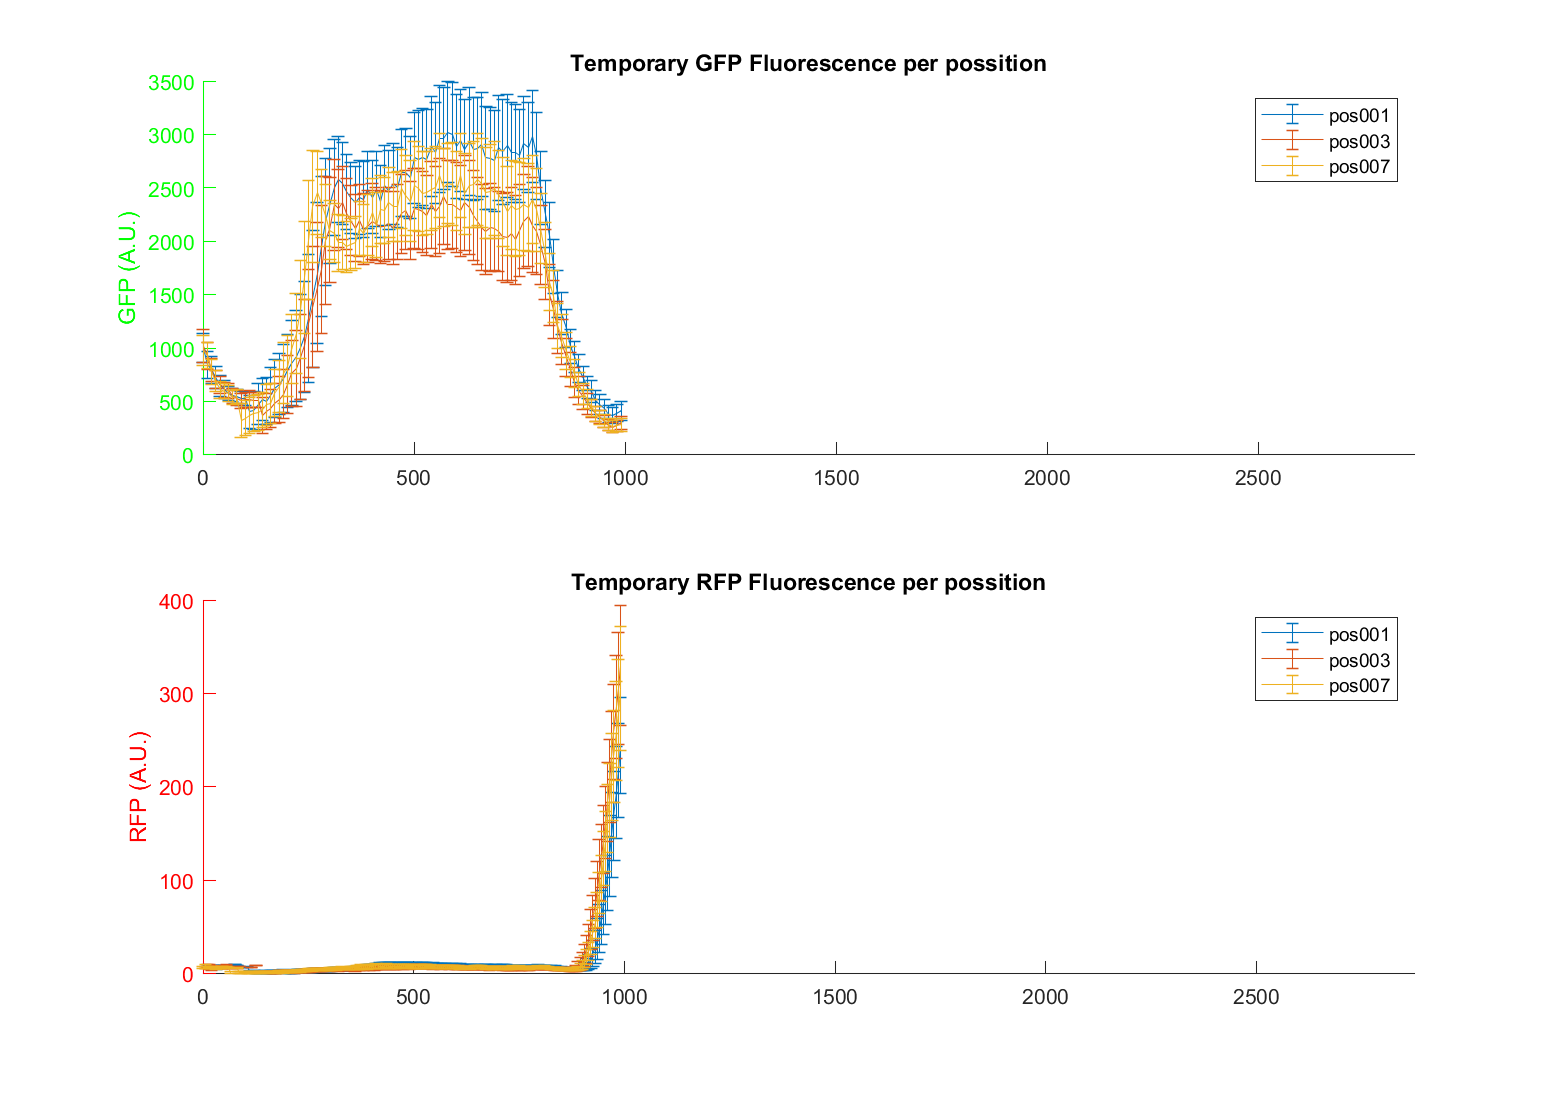 Temporary GFP Fluorescence per possition
3500
3000
2500
2000
1500
1000
500
0
GFP (A.U.)
0 500 1000 1500 2000 2500
pos001
pos003
pos007
Temporary RFP Fluorescence per possition
400
300
200
100
0
RFP (A.U.)
0 500 1000 1500 2000 2500
pos001
pos003
pos007